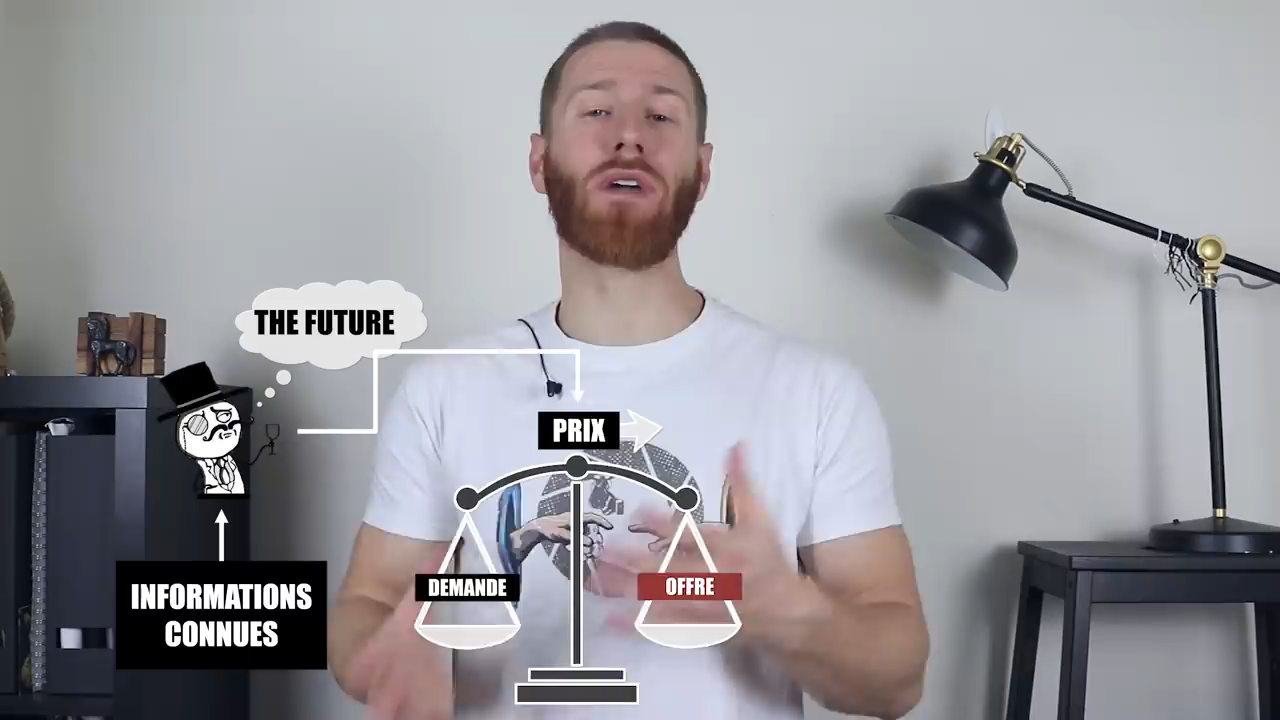 THE FUTURE
PRIX
DEMANDE
OFFRE
INFORMATIONS
CONNUES